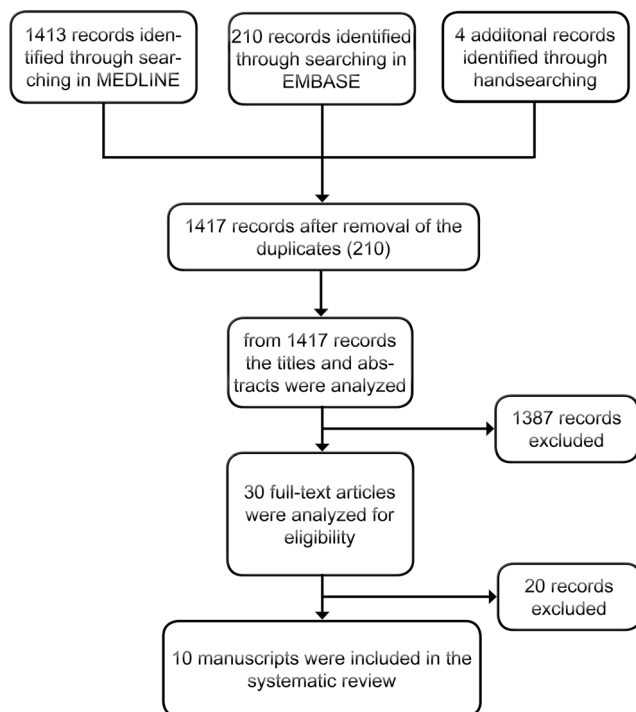 1413 records iden-
tified through sear-
ching in MEDLINE
210 records identified
through searching in
EMBASE
4 additonal records
identified through
handsearching
1417 records after removal of the
duplicates (210)
from 1417 records
the titles and abs-
tracts were analyzed
1387 records
excluded
30 full-text articles
were analyzed for
eligibility
20 records
excluded
10 manuscripts were included in the
systematic review